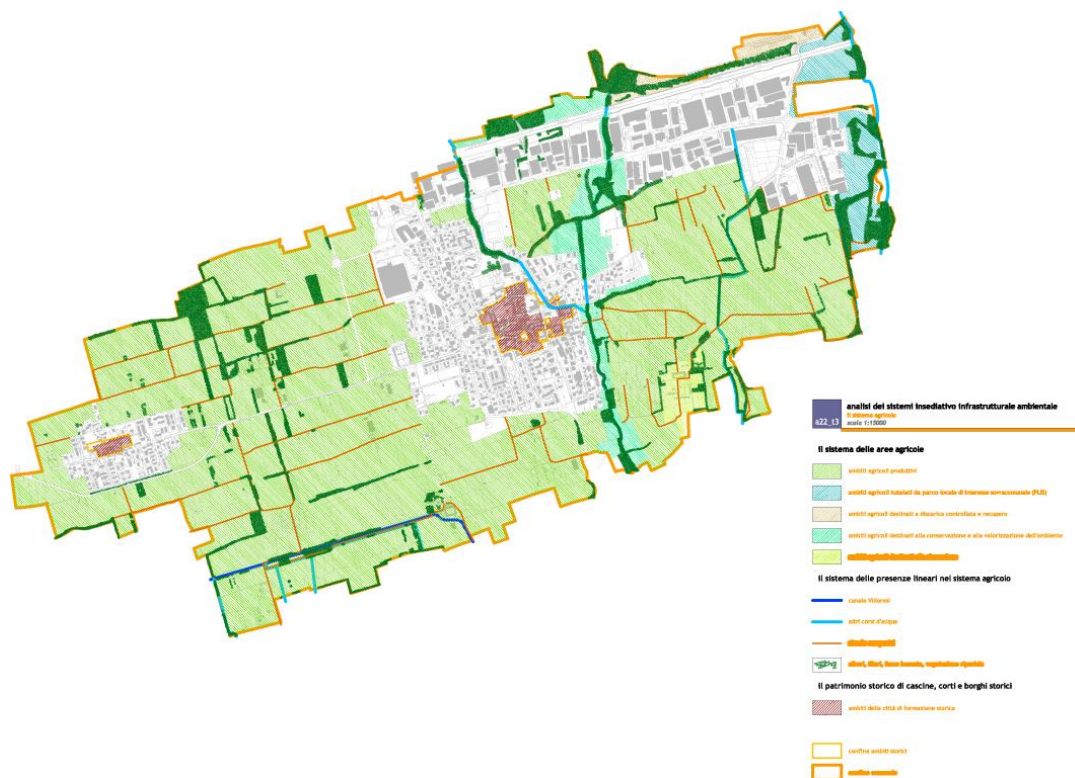 analisi dei sistemi insediativo infrastrutturale ambientale
il sistema agricolo
a22_t3 scala 1:15000
il sistema delle aree agricole
ambiti agricoli produttivi
ambiti agricoli tutelati da parco locale di interesse sovracomunale (PLIS)
ambiti agricoli destinati a discarica controllata e recupero
ambiti agricoli destinati alla conservazione e alla valorizzazione dell'ambiente
il sistema delle presenze lineari nel sistema agricolo
canale Villoresi
altri corsi d'acqua
alberi, filari, fasce boscate, vegetazione ripariale
il patrimonio storico di cascine, corti e borghi storici
ambiti della città di formazione storica
confine ambiti storici
confine comunale